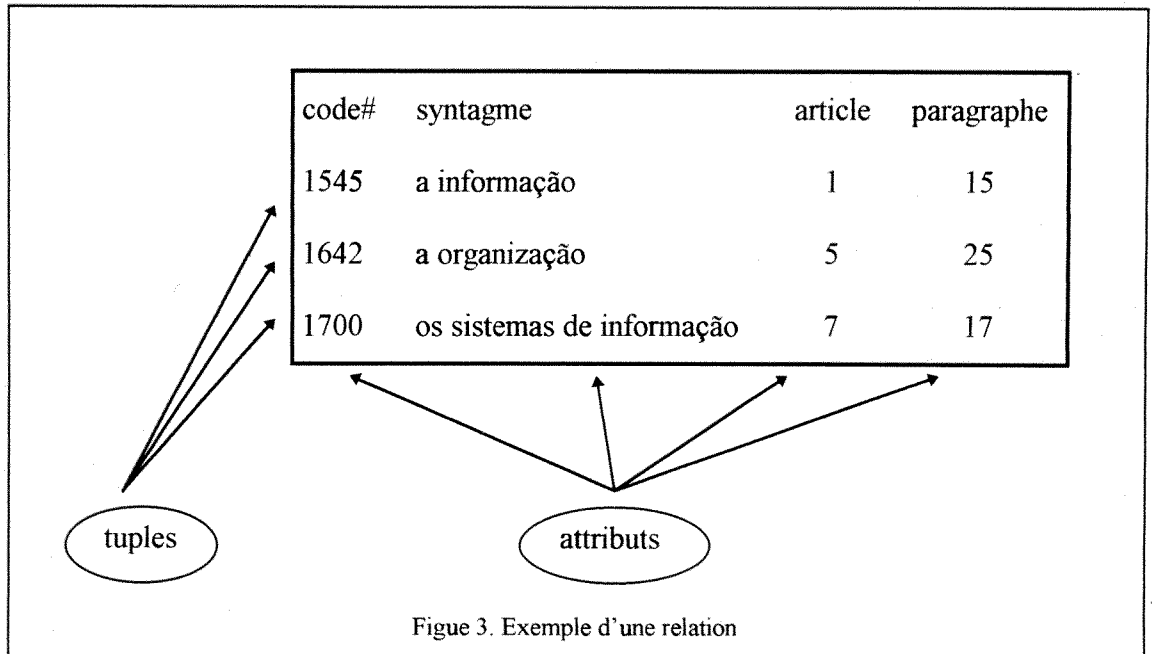 code# syntagme article paragraphe
1545 a informação 1 15
1642 a organização 5 25
1700 os sistemas de informação 7 17
tuples attributs
Figue 3. Exemple d'une relation